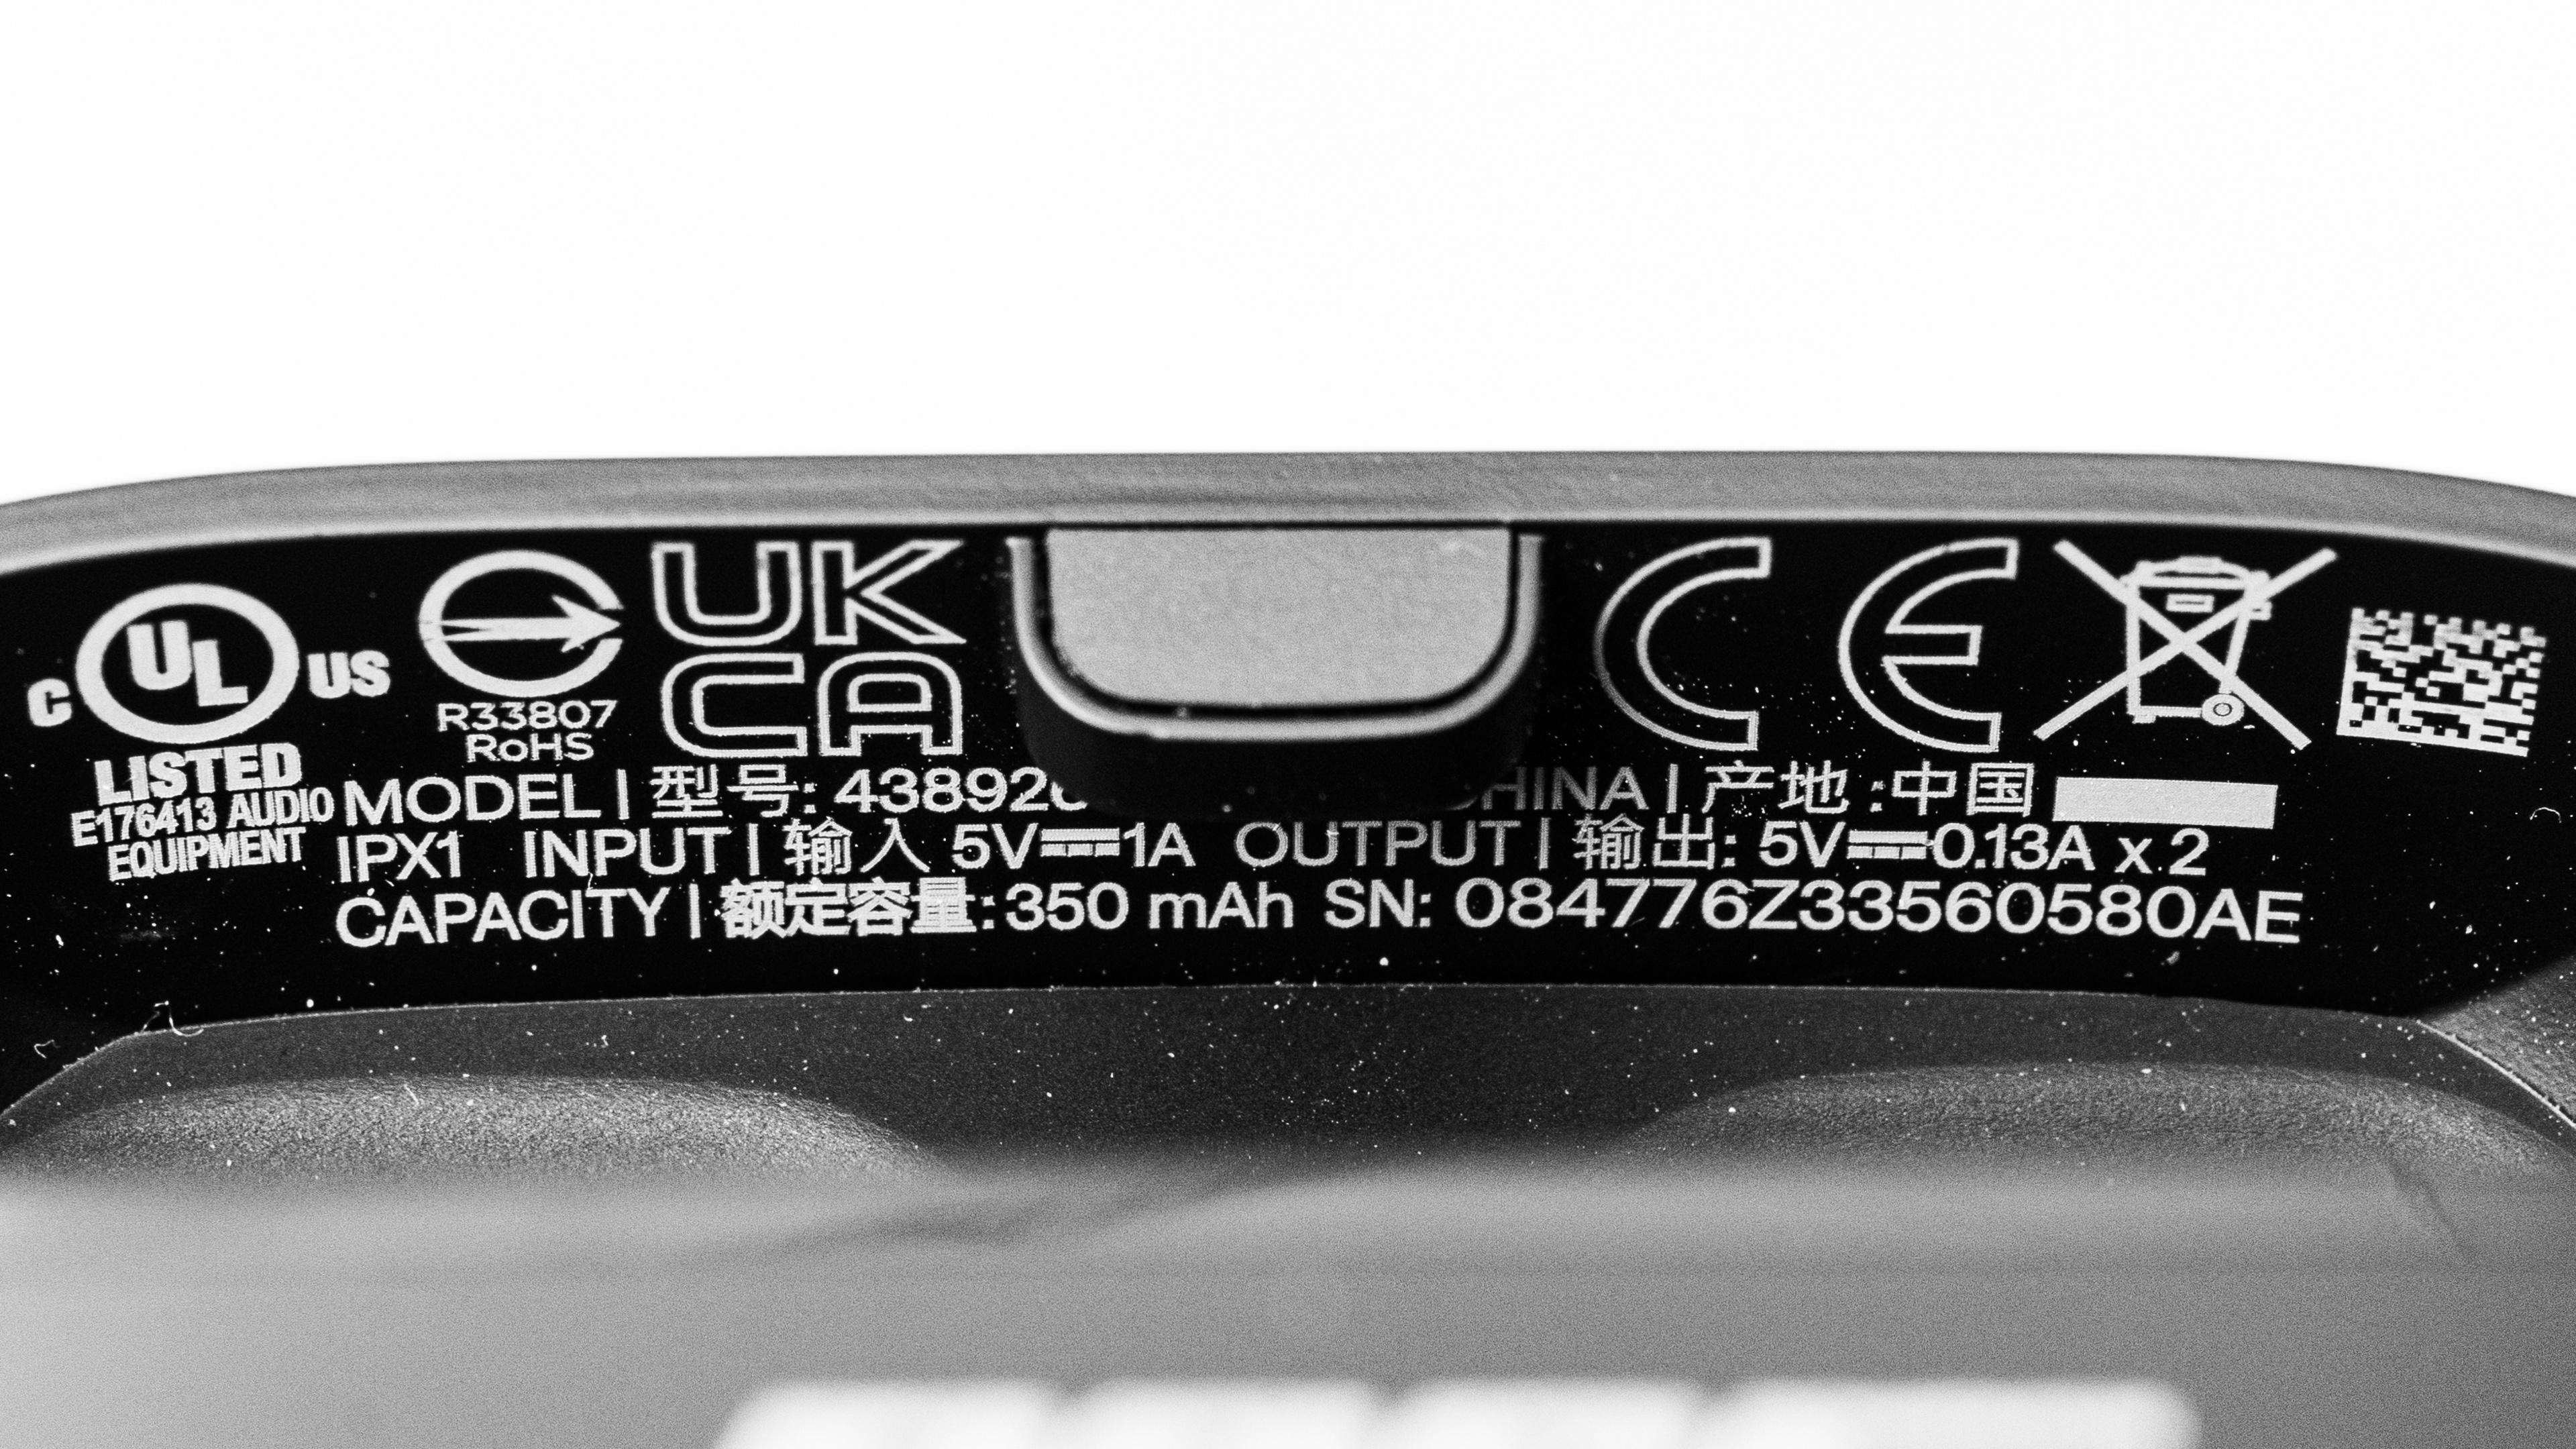 C UL US
LISTED
E176413 AUDIO
EQUIPMENT
R33807
RoHS
UK
CA
CE
MODEL | 型号: | 产地 :中国
IPX1 INPUT | 输入 5V⎓1A OUTPUT | 输出: 5V⎓0.13A x 2
CAPACITY | 额定容量: 350 mAh SN: 084776Z33560580AE